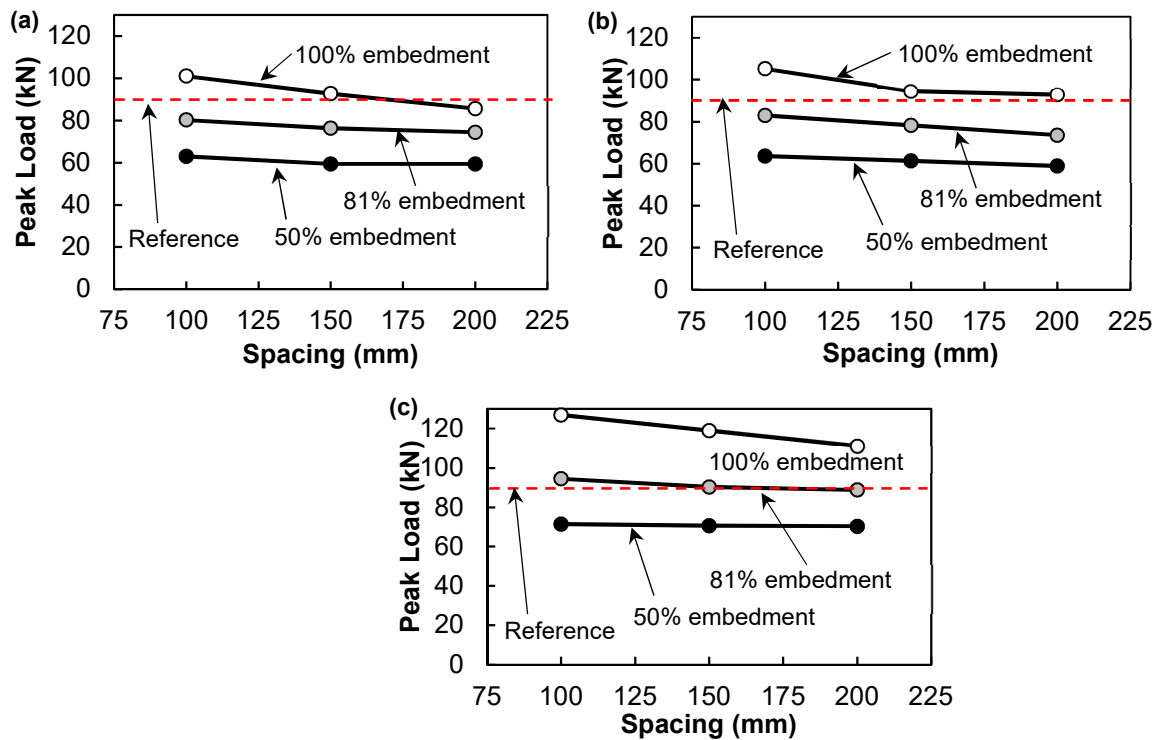 (a)
Peak Load (kN)
120
100
80
60
40
20
0
100% embedment
81% embedment
Reference
50% embedment
75 100 125 150 175 200 225
Spacing (mm)
(b)
Peak Load (kN)
120
100
80
60
40
20
0
100% embedment
81% embedment
Reference
50% embedment
75 100 125 150 175 200 225
Spacing (mm)
(c)
Peak Load (kN)
120
100
80
60
40
20
0
100% embedment
81% embedment
50% embedment
Reference
75 100 125 150 175 200 225
Spacing (mm)